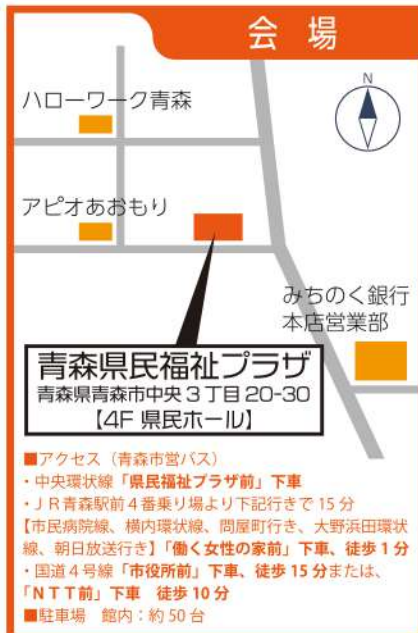 会場
N
ハローワーク青森
アピオあおもり
みちのく銀行
本店営業部
青森県民福祉プラザ
青森県青森市中央3丁目20-30
【4F 県民ホール】
■アクセス（青森市営バス）
・中央環状線「県民福祉プラザ前」下車
・JR青森駅前4番乗り場より下記行きで15分
【市民病院線、横内環状線、問屋町行き、大野浜田環状
線、朝日放送行き】「働く女性の家前」下車、徒歩1分
・国道4号線「市役所前」下車、徒歩15分または、
「NTT前」下車　徒歩10分
■駐車場　館内：約50台